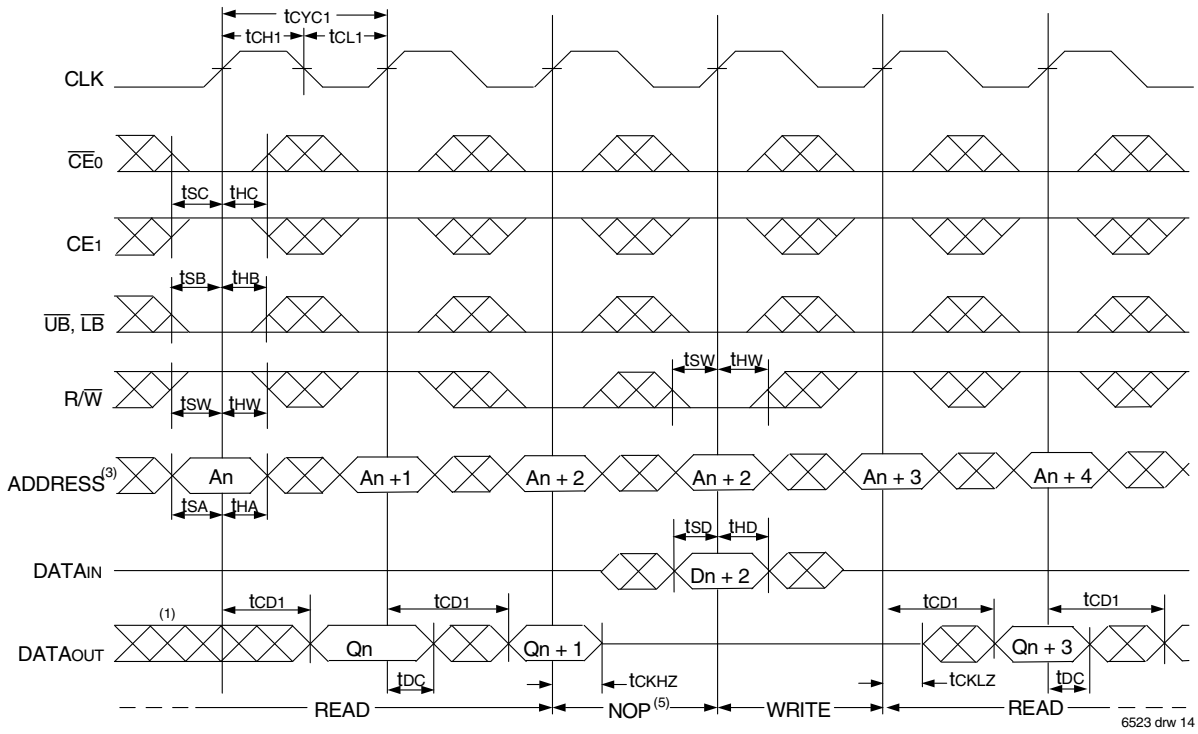 tCYC1
tCH1 tCL1
CLK
CE0
tSC tHC
CE1
tSB tHB
UB, LB
tSW tHW
R/W
tSW tHW
ADDRESS(3) An An +1 An + 2 An + 2 An + 3 An + 4
tSA tHA
tSD tHD
DATAIN Dn + 2
(1) tCD1 tCD1 tCD1 tCD1
DATAOUT Qn Qn + 1 Qn + 3
tDC tCKHZ tCKLZ tDC
READ NOP(5) WRITE READ
6523 drw 14